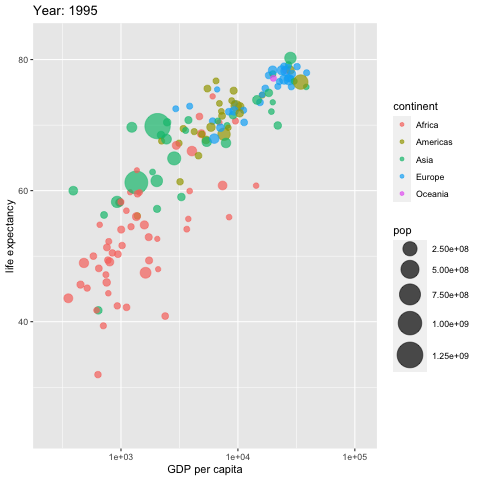 Year: 1995
80
60
40
life expectancy
1e+03
1e+04
1e+05
GDP per capita
continent
Africa
Americas
Asia
Europe
Oceania
pop
2.50e+08
5.00e+08
7.50e+08
1.00e+09
1.25e+09